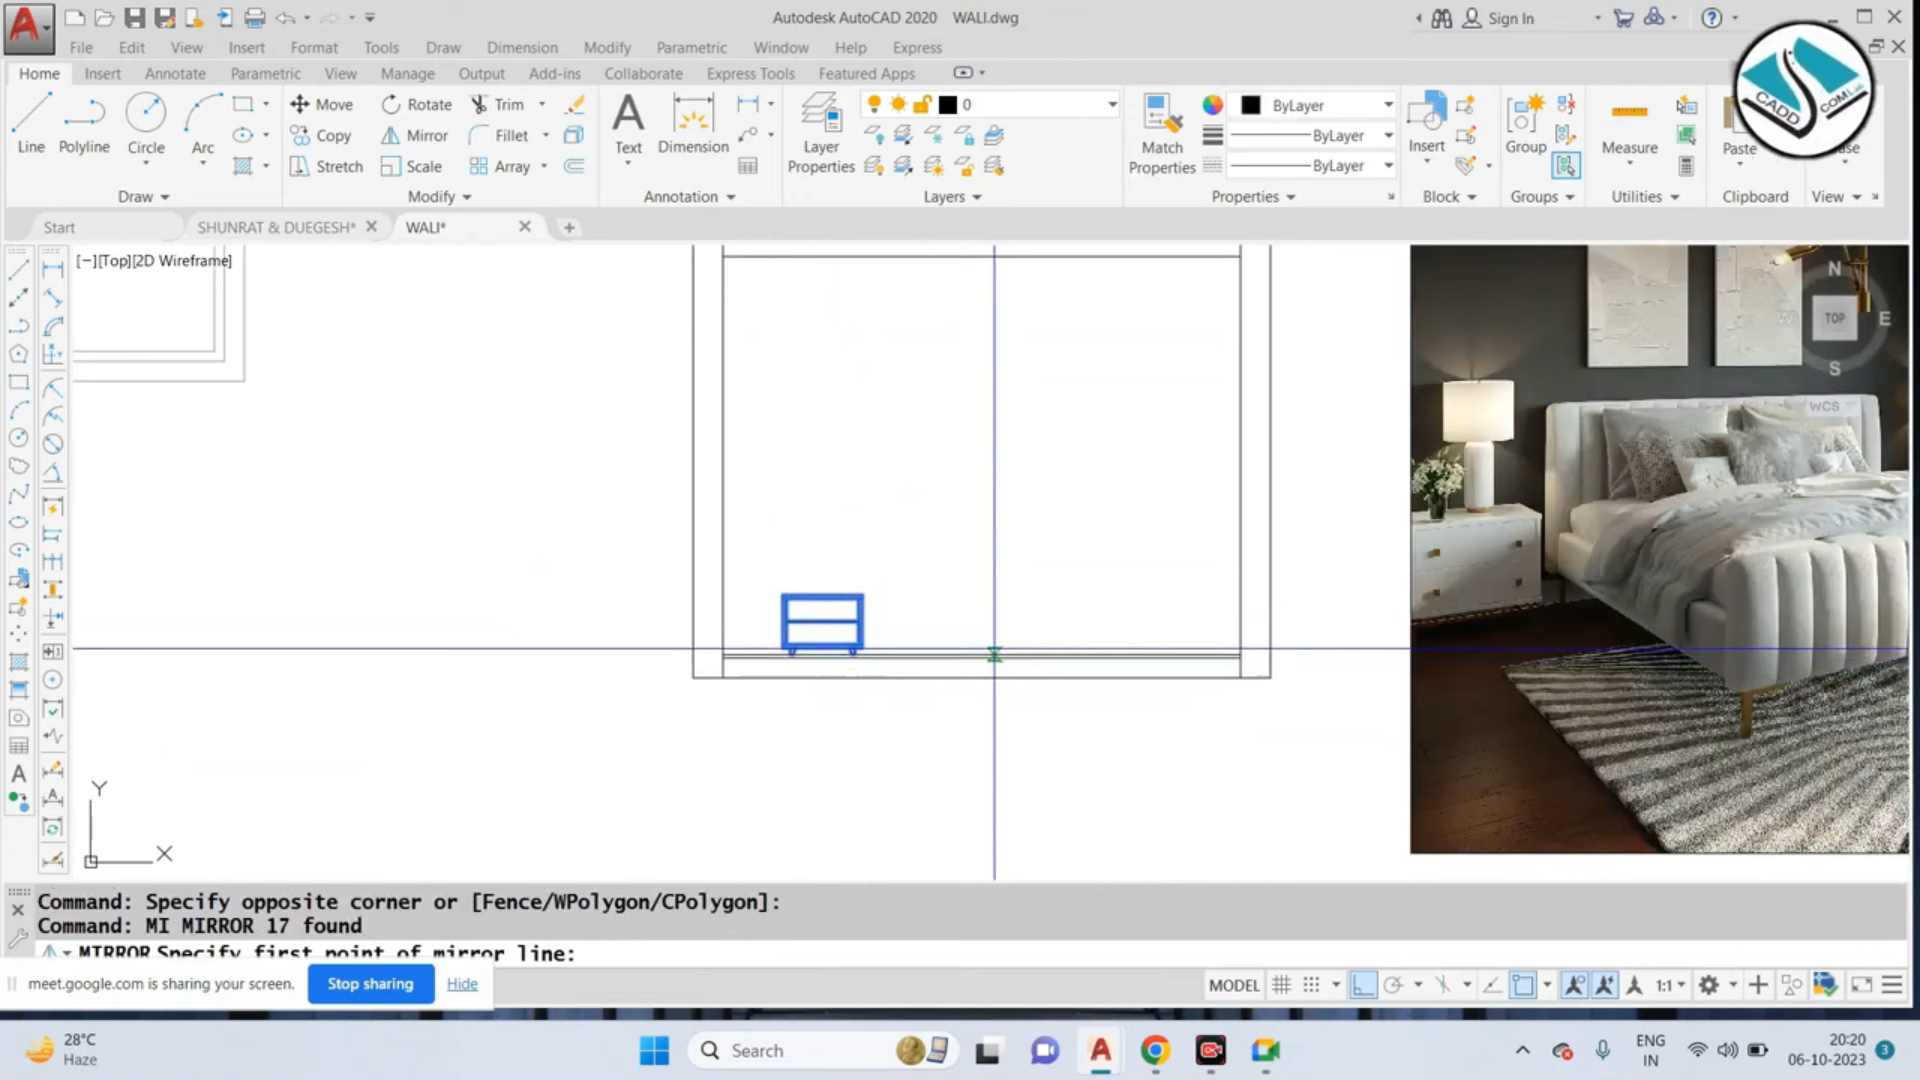 Autodesk AutoCAD 2020 WALI.dwg
Sign In
File Edit View Insert Format Tools Draw Dimension Modify Parametric Window Help Express
Home Insert Annotate Parametric View Manage Output Add-ins Collaborate Express Tools Featured Apps
Line Polyline Circle Arc
Move Rotate Trim
Copy Mirror Fillet
Stretch Scale Array
Text Dimension
Layer Properties
0
Match Properties
ByLayer
ByLayer
ByLayer
Insert
Group
Measure
Paste
CADD
COM Lab
Draw Modify Annotation Layers Properties Block Groups Utilities Clipboard View
Start SHUNRAT & DUEGESH* WALI*
[−][Top][2D Wireframe]
N
W TOP E
S
WCS
Y
X
Command: Specify opposite corner or [Fence/WPolygon/CPolygon]:
Command: MI MIRROR 17 found
MIRROR Specify first point of mirror line:
meet.google.com is sharing your screen. Stop sharing Hide
MODEL 1:1
28°C
Haze
Search
ENG
IN
20:20
06-10-2023
3